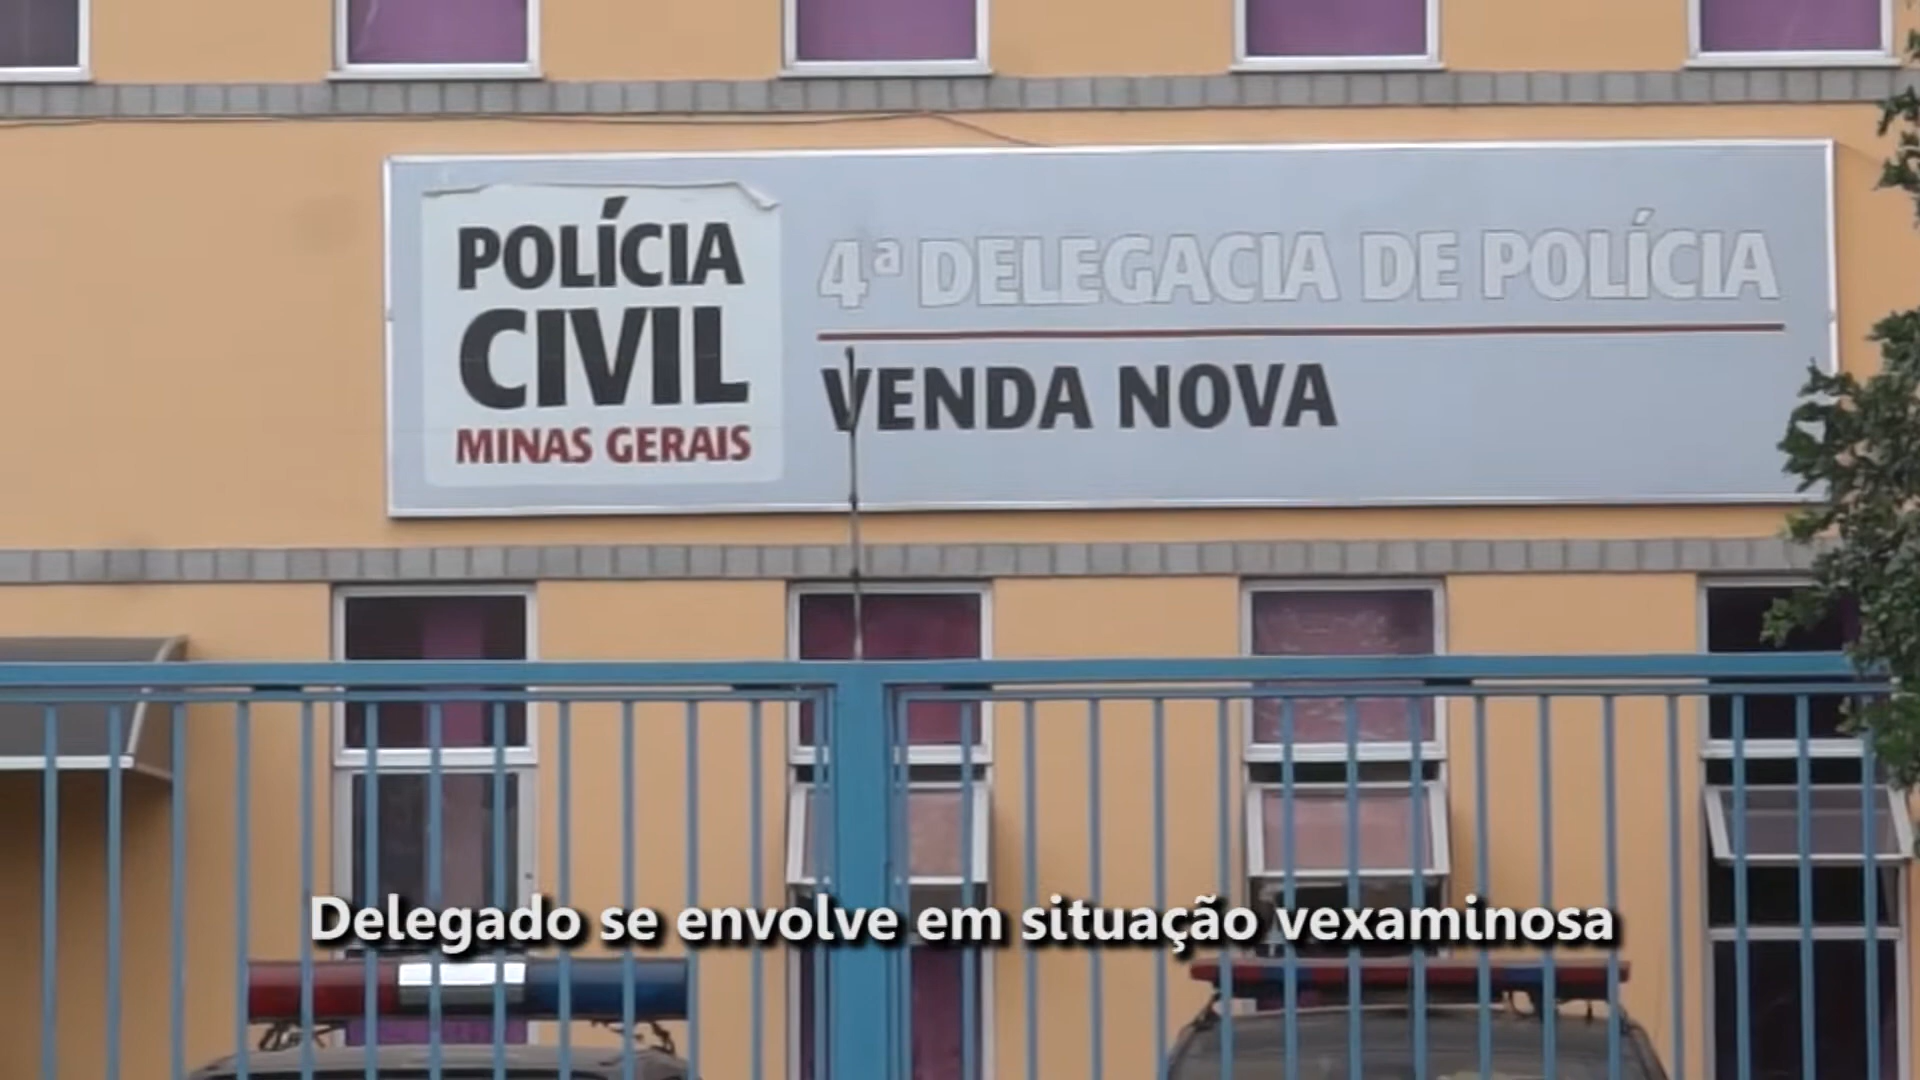 POLÍCIA
CIVIL
MINAS GERAIS
4ª DELEGACIA DE POLÍCIA
VENDA NOVA
Delegado se envolve em situação vexaminosa